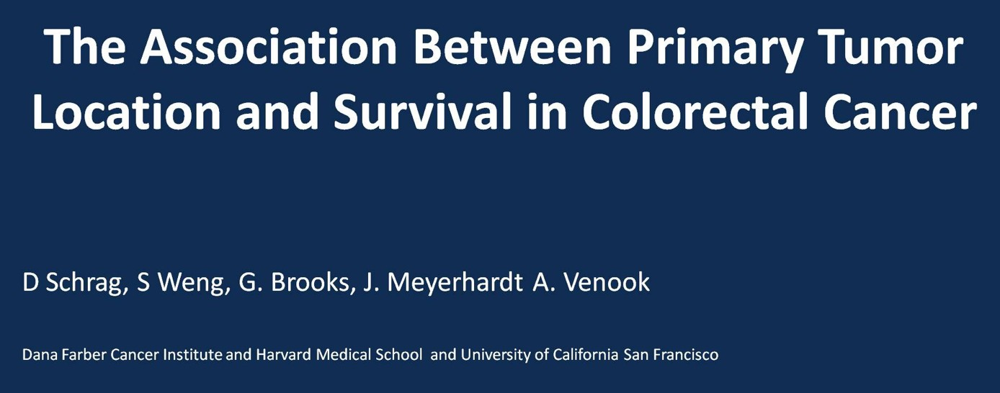 The Association Between Primary Tumor
Location and Survival in Colorectal Cancer
D Schrag, S Weng, G. Brooks, J. Meyerhardt A. Venook
Dana Farber Cancer Institute and Harvard Medical School and University of California San Francisco